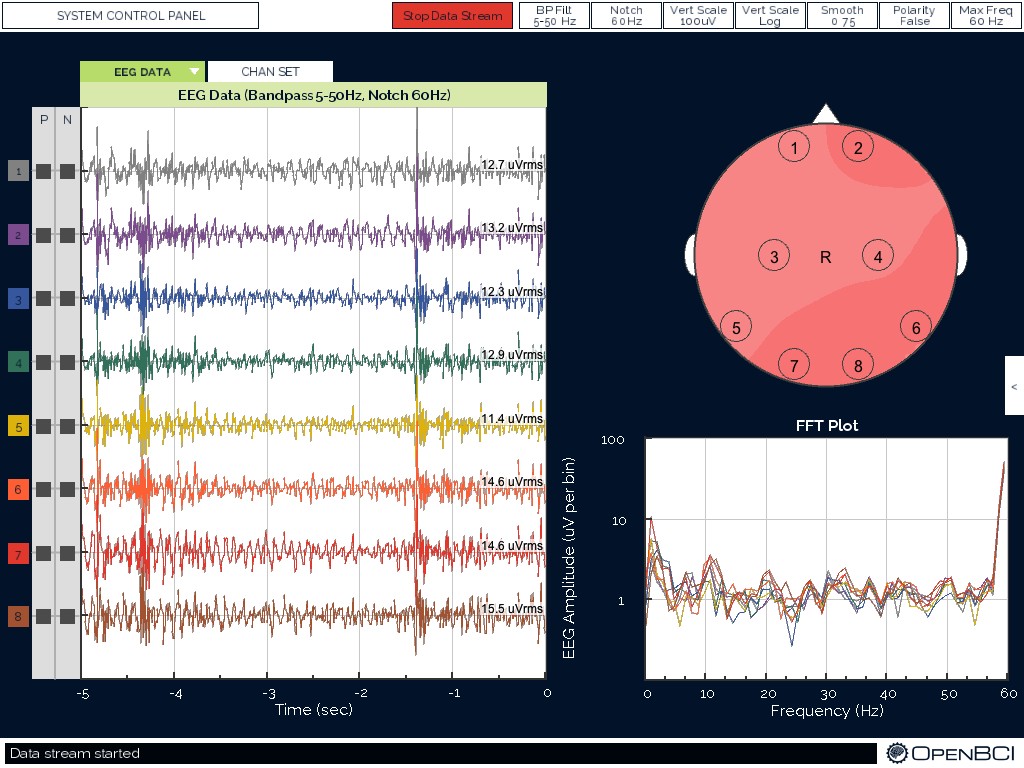 SYSTEM CONTROL PANEL
Stop Data Stream
BP Filt
5-50 Hz
Notch
60Hz
Vert Scale
100uV
Vert Scale
Log
Smooth
0.75
Polarity
False
Max Freq
60 Hz
EEG DATA
CHAN SET
EEG Data (Bandpass 5-50Hz, Notch 60Hz)
P N
1
12.7 uVrms
2
13.2 uVrms
3
12.3 uVrms
4
12.9 uVrms
5
11.4 uVrms
6
14.6 uVrms
7
14.6 uVrms
8
15.5 uVrms
-5 -4 -3 -2 -1 0
Time (sec)
1 2
3 R 4
5 6
7 8
<
FFT Plot
100
10
1
EEG Amplitude (uV per bin)
0 10 20 30 40 50 60
Frequency (Hz)
Data stream started
OPENBCI